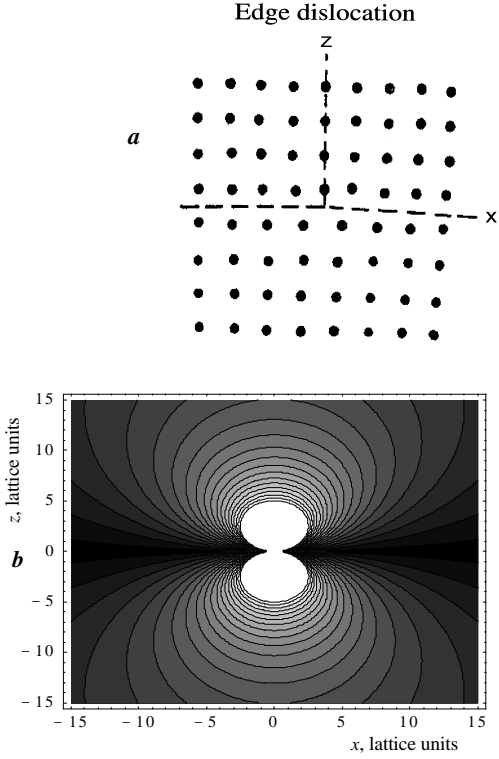 Edge dislocation
z
a
x
z, lattice units
15
10
5
b
0
- 5
- 10
- 15
- 15 - 10 - 5 0 5 10 15
x, lattice units